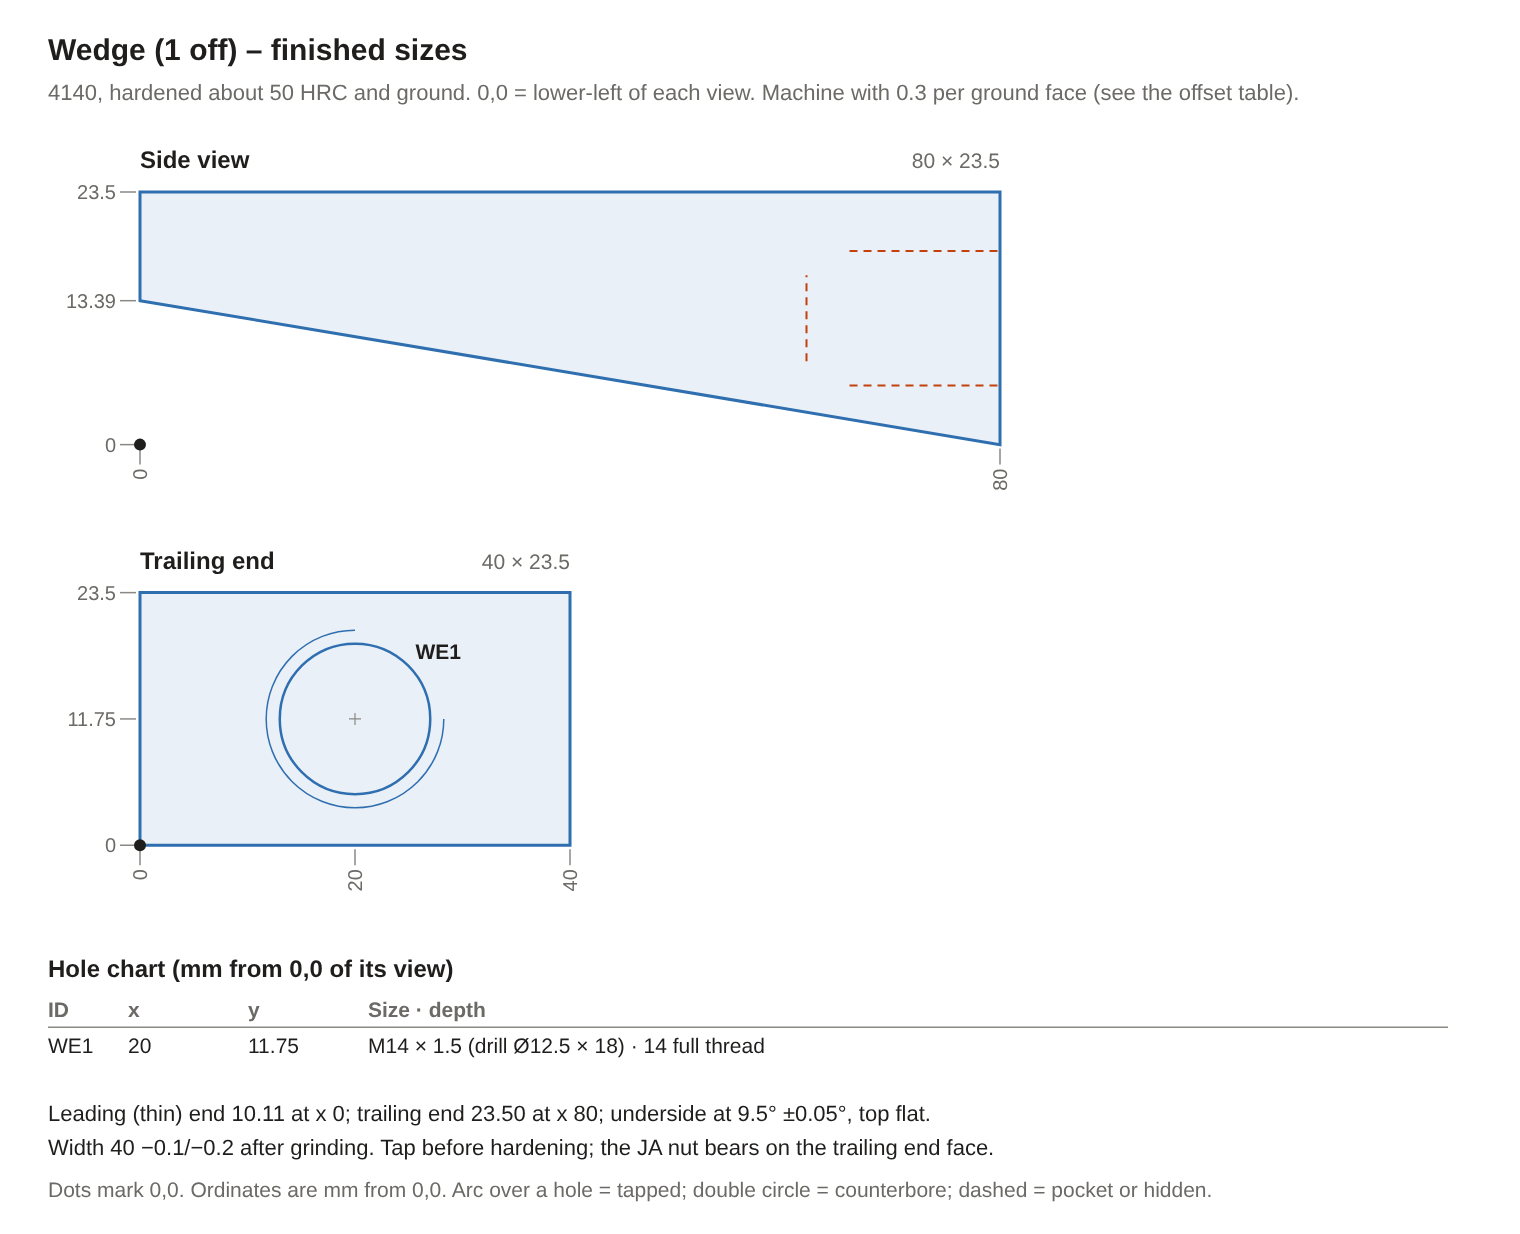 Wedge (1 off) – finished sizes
4140, hardened about 50 HRC and ground. 0,0 = lower-left of each view. Machine with 0.3 per ground face (see the offset table).
Side view
80 × 23.5
23.5
13.39
0
0
80
Trailing end
40 × 23.5
23.5
WE1
11.75
0
0
20
40
Hole chart (mm from 0,0 of its view)
ID x y Size · depth
WE1 20 11.75 M14 × 1.5 (drill Ø12.5 × 18) · 14 full thread
Leading (thin) end 10.11 at x 0; trailing end 23.50 at x 80; underside at 9.5° ±0.05°, top flat.
Width 40 −0.1/−0.2 after grinding. Tap before hardening; the JA nut bears on the trailing end face.
Dots mark 0,0. Ordinates are mm from 0,0. Arc over a hole = tapped; double circle = counterbore; dashed = pocket or hidden.